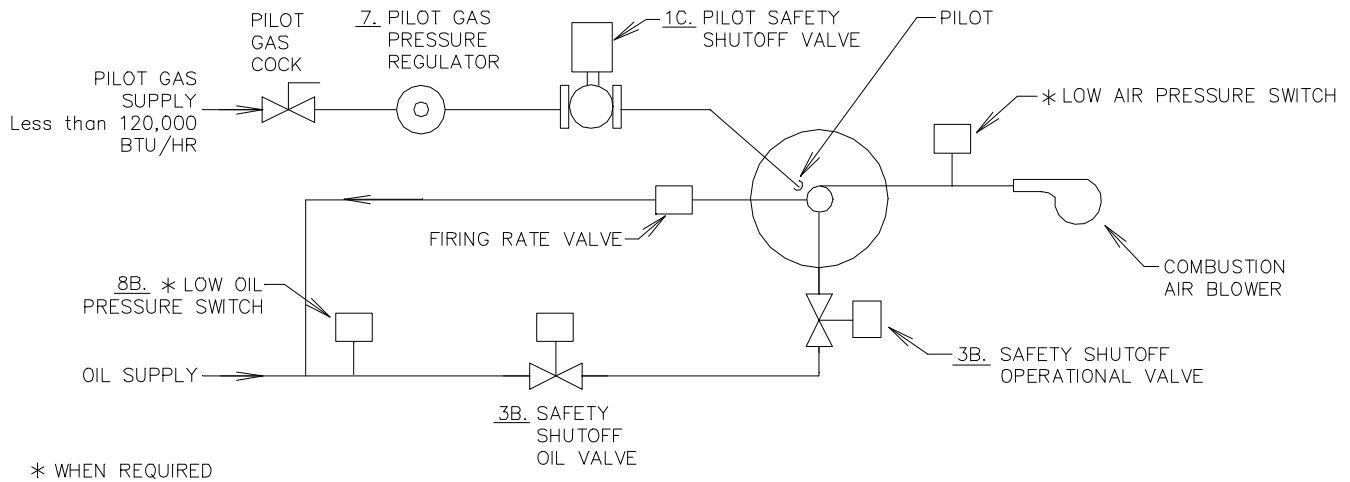 PILOT
GAS
COCK
7. PILOT GAS
PRESSURE
REGULATOR
1C. PILOT SAFETY
SHUTOFF VALVE
PILOT
PILOT GAS
SUPPLY
Less than 120,000
BTU/HR
* LOW AIR PRESSURE SWITCH
FIRING RATE VALVE
COMBUSTION
AIR BLOWER
8B. * LOW OIL
PRESSURE SWITCH
3B. SAFETY SHUTOFF
OPERATIONAL VALVE
OIL SUPPLY
3B. SAFETY
SHUTOFF
OIL VALVE
* WHEN REQUIRED